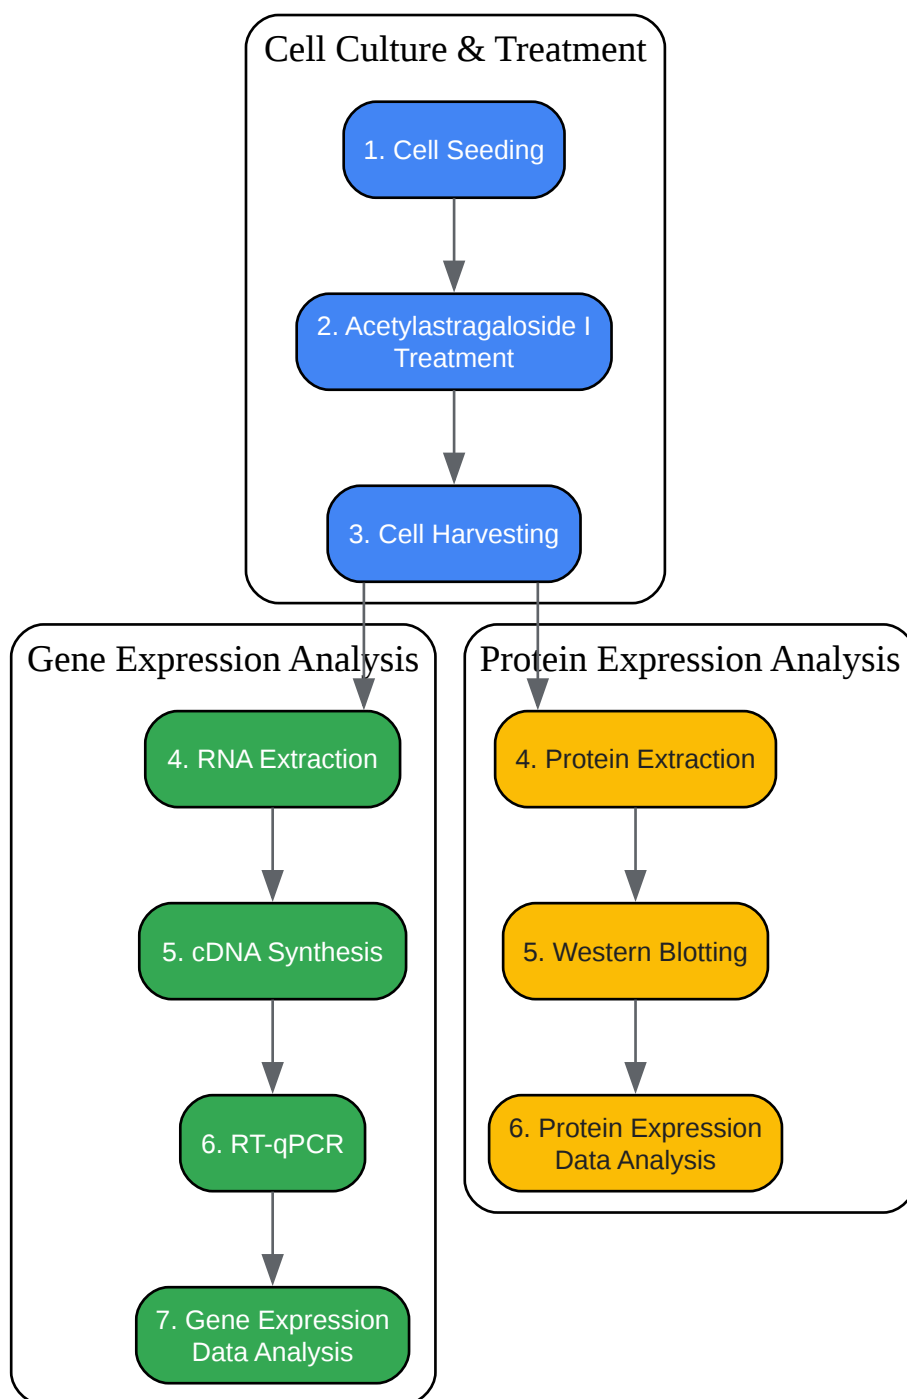 Cell Culture & Treatment
1. Cell Seeding
2. Acetylastragaloside I
Treatment
3. Cell Harvesting
Gene Expression Analysis
4. RNA Extraction
5. cDNA Synthesis
6. RT-qPCR
7. Gene Expression
Data Analysis
Protein Expression Analysis
4. Protein Extraction
5. Western Blotting
6. Protein Expression
Data Analysis